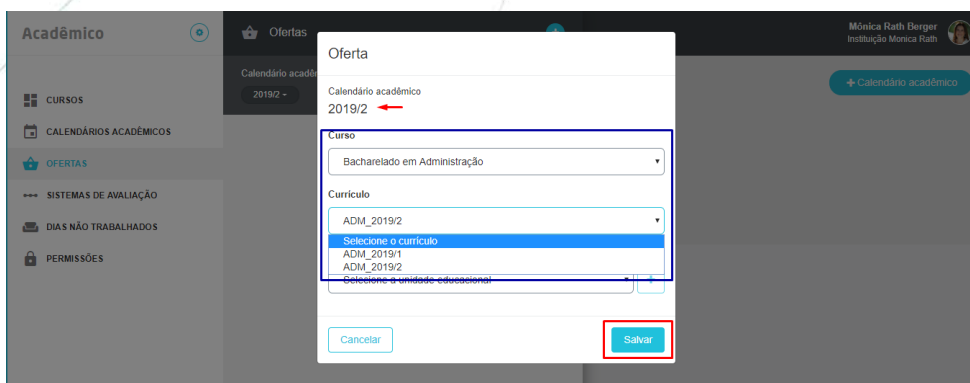 Acadêmico
CURSOS
CALENDÁRIOS ACADÊMICOS
OFERTAS
SISTEMAS DE AVALIAÇÃO
DIAS NÃO TRABALHADOS
PERMISSÕES
Ofertas
Calendário acadêm
2019/2
Mônica Rath Berger
Instituição Monica Rath
+ Calendário acadêmico
Oferta
Calendário acadêmico
2019/2
Curso
Bacharelado em Administração
Currículo
ADM_2019/2
Selecione o currículo
ADM_2019/1
ADM_2019/2
Selecione a unidade educacional
+
Cancelar
Salvar